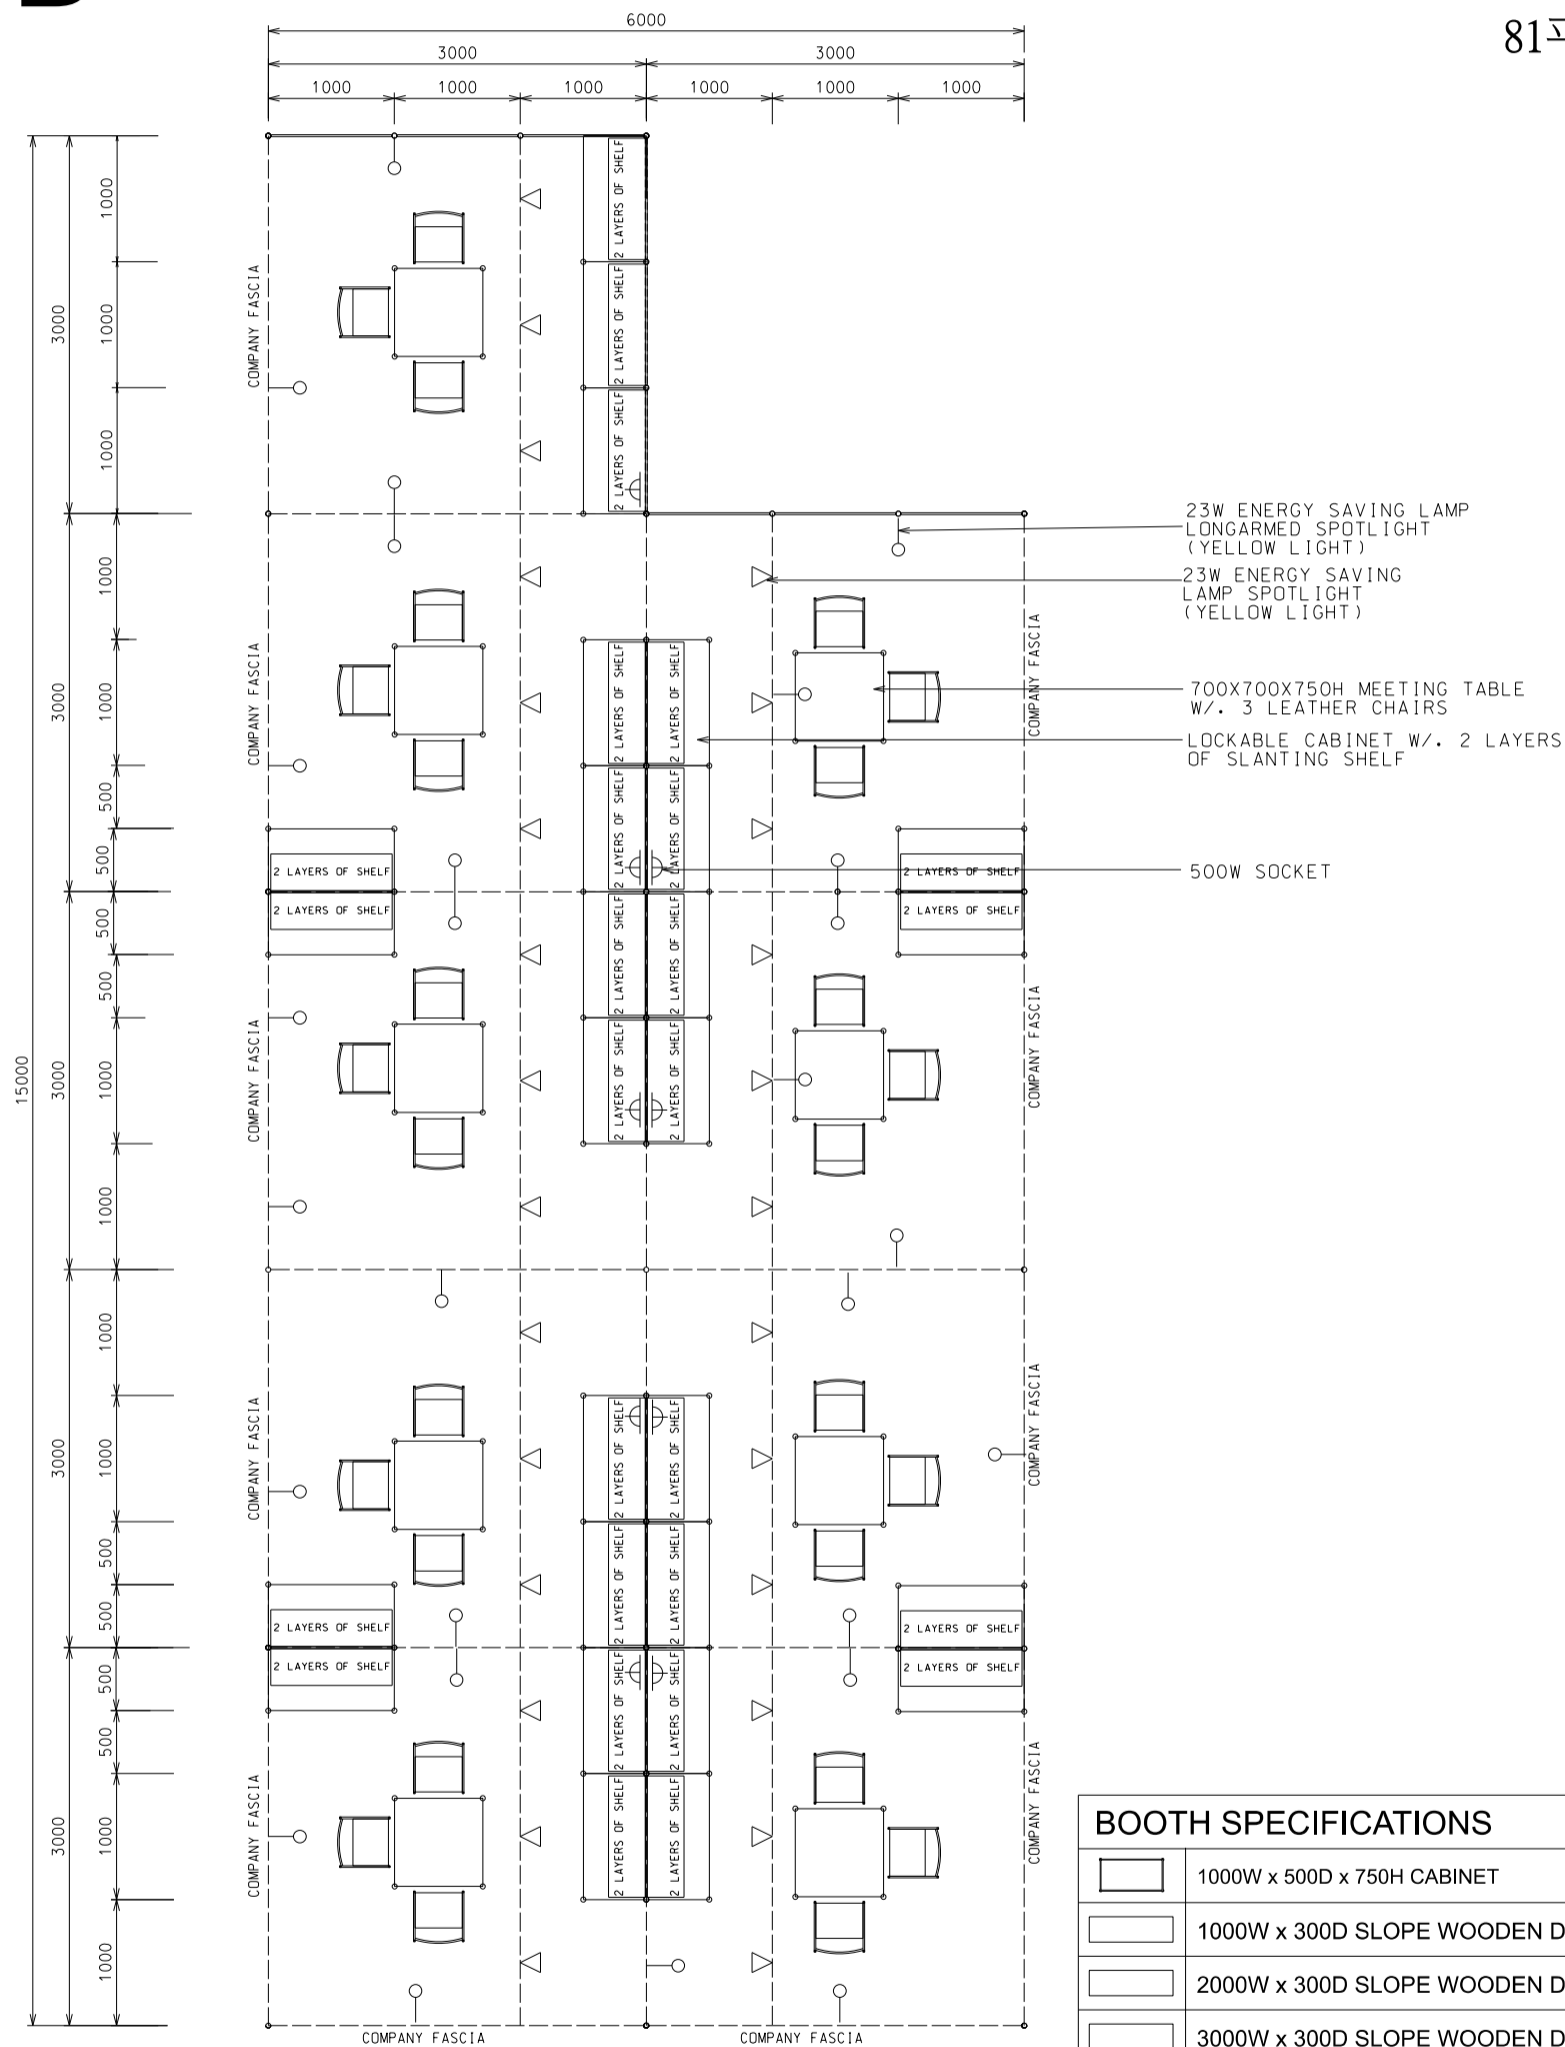 6000
3000 3000
1000 1000 1000 1000 1000 1000
81
15000
3000
3000
3000
3000
3000
1000
1000
1000
1000
1000
500
500
500
500
1000
1000
1000
1000
500
500
500
500
1000
1000
COMPANY FASCIA
COMPANY FASCIA
COMPANY FASCIA
COMPANY FASCIA
COMPANY FASCIA
2 LAYERS OF SHELF
2 LAYERS OF SHELF
2 LAYERS OF SHELF
2 LAYERS OF SHELF 2 LAYERS OF SHELF
2 LAYERS OF SHELF 2 LAYERS OF SHELF
2 LAYERS OF SHELF 2 LAYERS OF SHELF
2 LAYERS OF SHELF 2 LAYERS OF SHELF
2 LAYERS OF SHELF 2 LAYERS OF SHELF
2 LAYERS OF SHELF 2 LAYERS OF SHELF
2 LAYERS OF SHELF 2 LAYERS OF SHELF
2 LAYERS OF SHELF 2 LAYERS OF SHELF
2 LAYERS OF SHELF
2 LAYERS OF SHELF
2 LAYERS OF SHELF
2 LAYERS OF SHELF
2 LAYERS OF SHELF
2 LAYERS OF SHELF
2 LAYERS OF SHELF
2 LAYERS OF SHELF
COMPANY FASCIA
COMPANY FASCIA
COMPANY FASCIA
COMPANY FASCIA
23W ENERGY SAVING LAMP
LONGARMED SPOTLIGHT
(YELLOW LIGHT)
23W ENERGY SAVING
LAMP SPOTLIGHT
(YELLOW LIGHT)
700X700X750H MEETING TABLE
W/. 3 LEATHER CHAIRS
LOCKABLE CABINET W/. 2 LAYERS
OF SLANTING SHELF
500W SOCKET
COMPANY FASCIA COMPANY FASCIA
BOOTH SPECIFICATIONS
1000W x 500D x 750H CABINET
1000W x 300D SLOPE WOODEN D
2000W x 300D SLOPE WOODEN D
3000W x 300D SLOPE WOODEN D